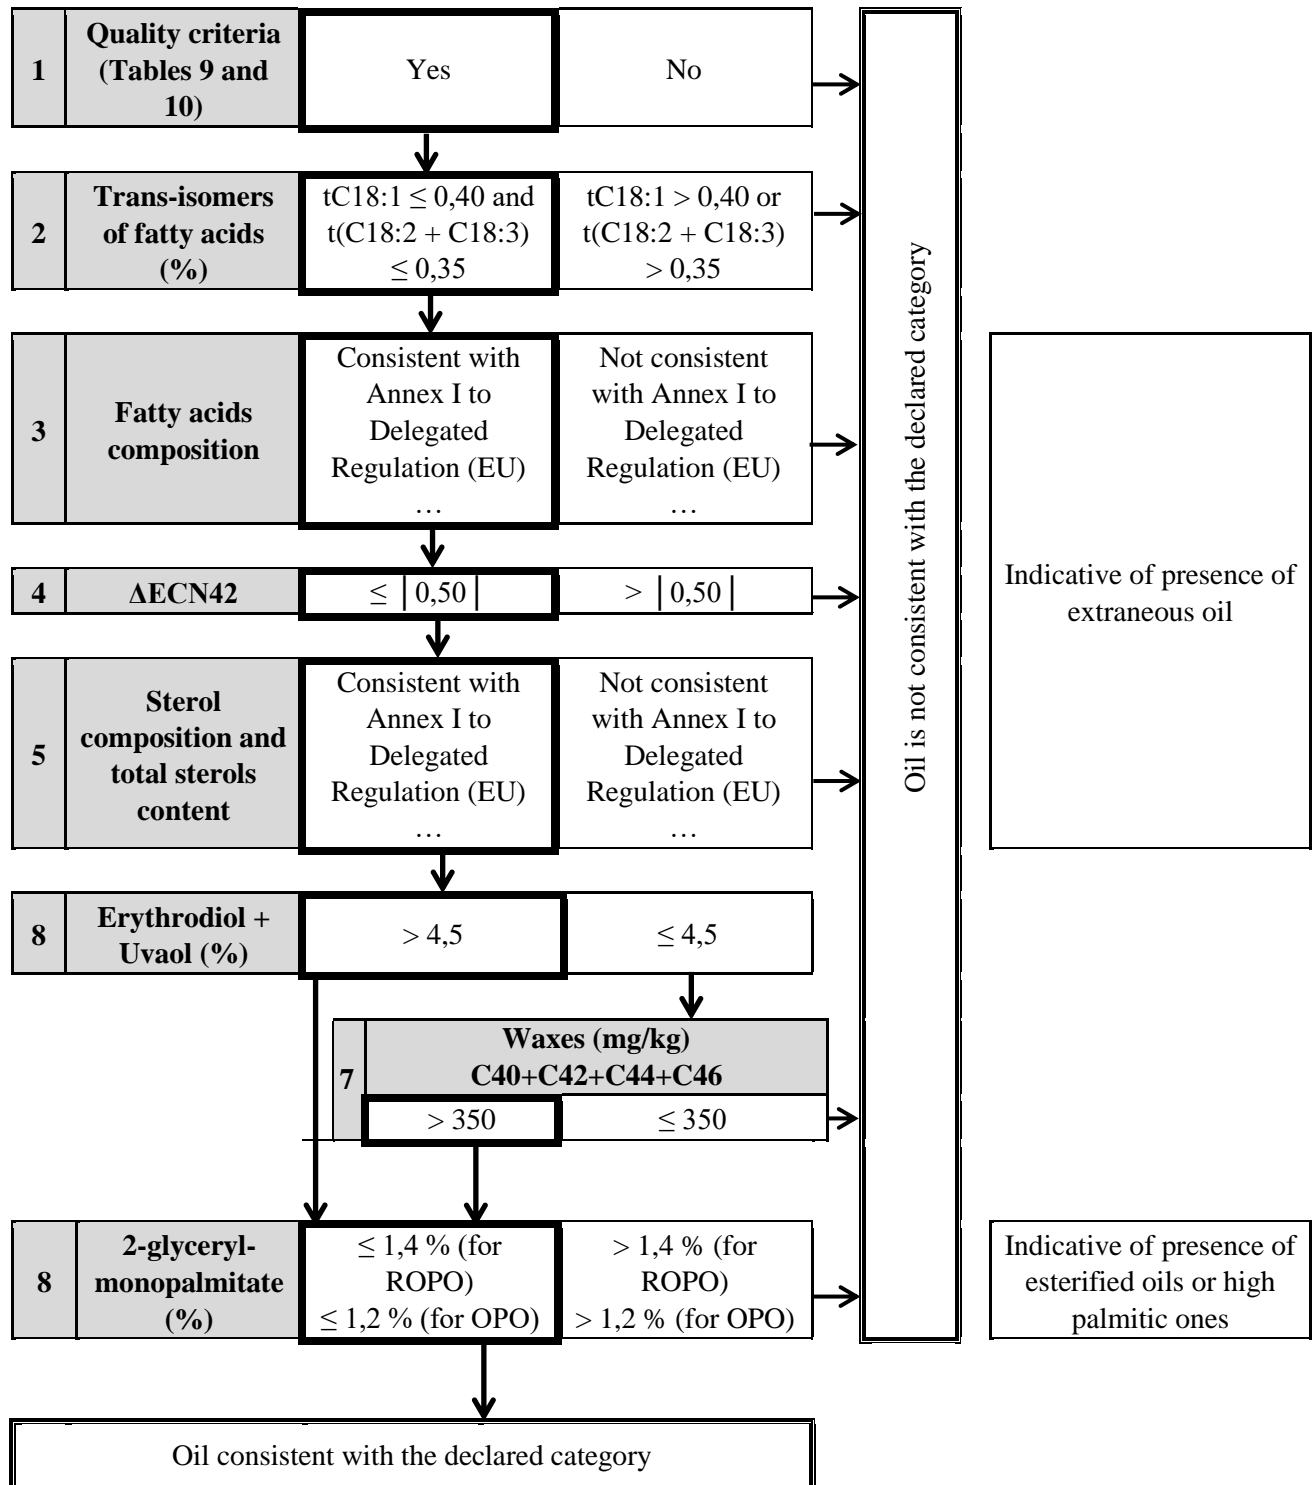 1
Quality criteria
(Tables 9 and
10)
Yes
No
2
Trans-isomers
of fatty acids
(%)
tC18:1 ≤ 0,40 and
t(C18:2 + C18:3)
≤ 0,35
tC18:1 > 0,40 or
t(C18:2 + C18:3)
> 0,35
3
Fatty acids
composition
Consistent with
Annex I to
Delegated
Regulation (EU)
…
Not consistent
with Annex I to
Delegated
Regulation (EU)
…
4
ΔECN42
≤ |0,50|
> |0,50|
5
Sterol
composition and
total sterols
content
Consistent with
Annex I to
Delegated
Regulation (EU)
…
Not consistent
with Annex I to
Delegated
Regulation (EU)
…
8
Erythrodiol +
Uvaol (%)
> 4,5
≤ 4,5
7
Waxes (mg/kg)
C40+C42+C44+C46
> 350
≤ 350
8
2-glyceryl-
monopalmitate
(%)
≤ 1,4 % (for
ROPO)
≤ 1,2 % (for OPO)
> 1,4 % (for
ROPO)
> 1,2 % (for OPO)
Oil is not consistent with the declared category
Indicative of presence of
extraneous oil
Indicative of presence of
esterified oils or high
palmitic ones
Oil consistent with the declared category